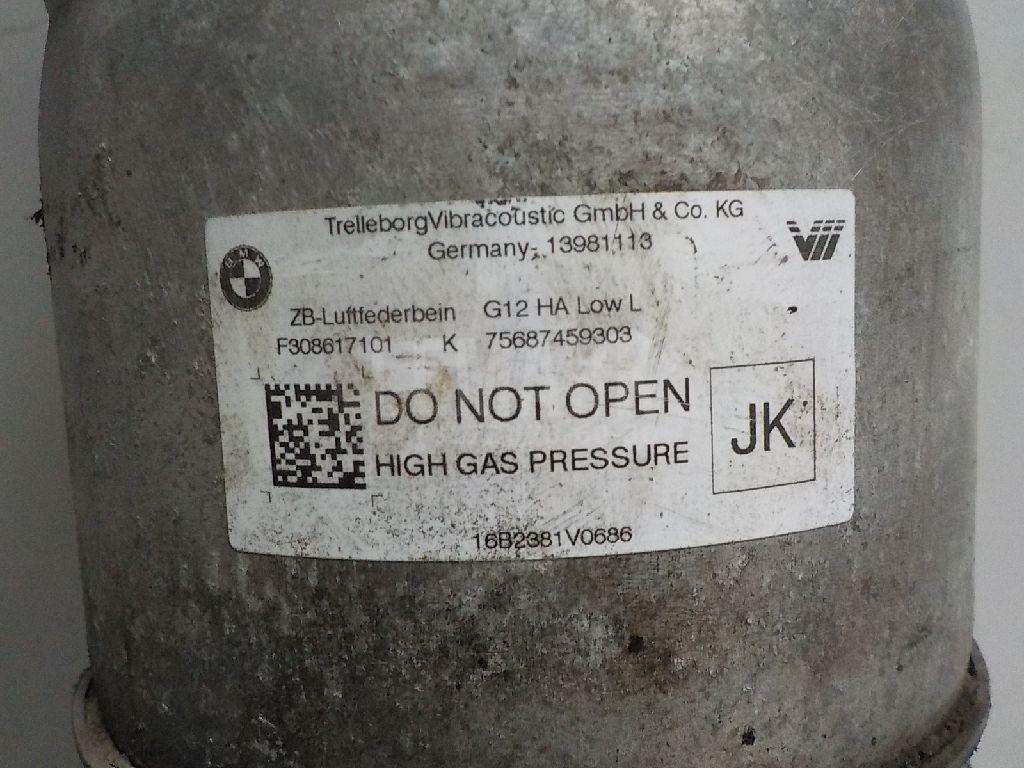 TrelleborgVibracoustic GmbH & Co. KG
Germany, 13981113
BMW
ZB-Luftfederbein G12 HA Low L
F308617101 K 75687459303
DO NOT OPEN
HIGH GAS PRESSURE
JK
16B2381V0686